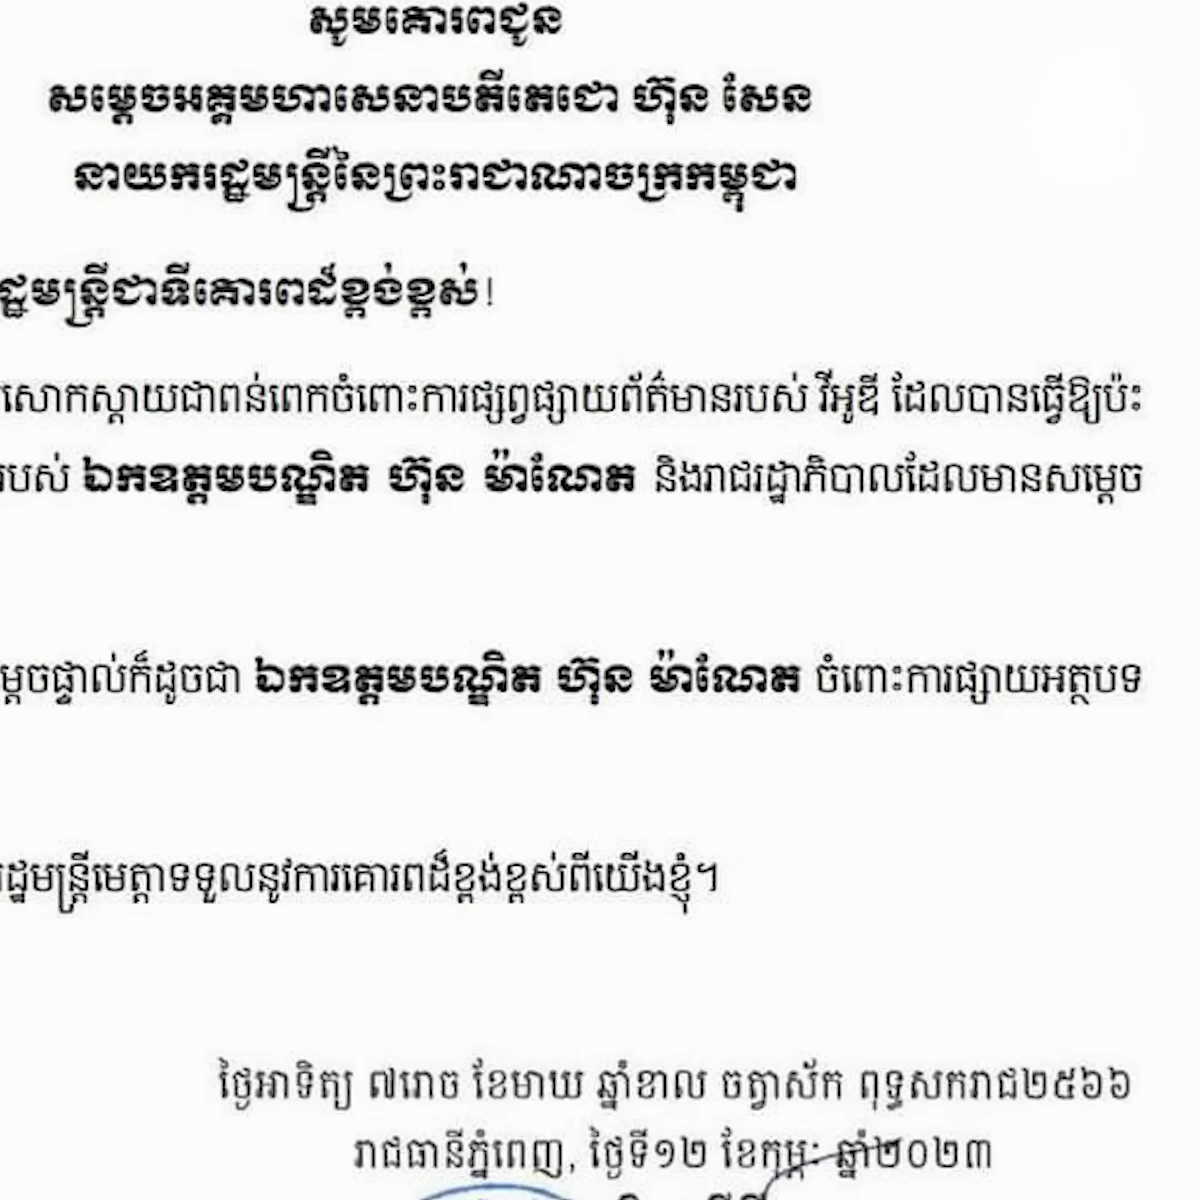 សូមគោរពជូន
សម្តេចអគ្គមហាសេនាបតីតេជោ ហ៊ុន សែន
នាយករដ្ឋមន្ត្រីនៃព្រះរាជាណាចក្រកម្ពុជា
ដ្ឋមន្ត្រីជាទីគោរពដ៏ខ្ពង់ខ្ពស់!
សោកស្តាយជាពន់ពេកចំពោះការផ្សព្វផ្សាយព័ត៌មានរបស់ វីអូឌី ដែលបានធ្វើឱ្យប៉ះ
របស់ ឯកឧត្តមបណ្ឌិត ហ៊ុន ម៉ាណែត និងរាជរដ្ឋាភិបាលដែលមានសម្តេច
ម្តេចផ្ទាល់ក៏ដូចជា ឯកឧត្តមបណ្ឌិត ហ៊ុន ម៉ាណែត ចំពោះការផ្សាយអត្ថបទ
រដ្ឋមន្ត្រីមេត្តាទទួលនូវការគោរពដ៏ខ្ពង់ខ្ពស់ពីយើងខ្ញុំ។
ថ្ងៃអាទិត្យ ៧រោច ខែមាឃ ឆ្នាំខាល ចត្វាស័ក ពុទ្ធសករាជ២៥៦៦
រាជធានីភ្នំពេញ, ថ្ងៃទី១២ ខែកុម្ភៈ ឆ្នាំ២០២៣